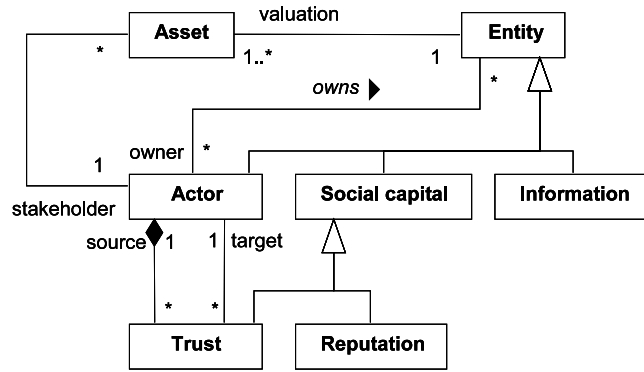 valuation
Asset
Entity
*
1..*
1
*
owns
owner
*
1
Actor
Social capital
Information
stakeholder
source
1
1
target
*
*
Trust
Reputation